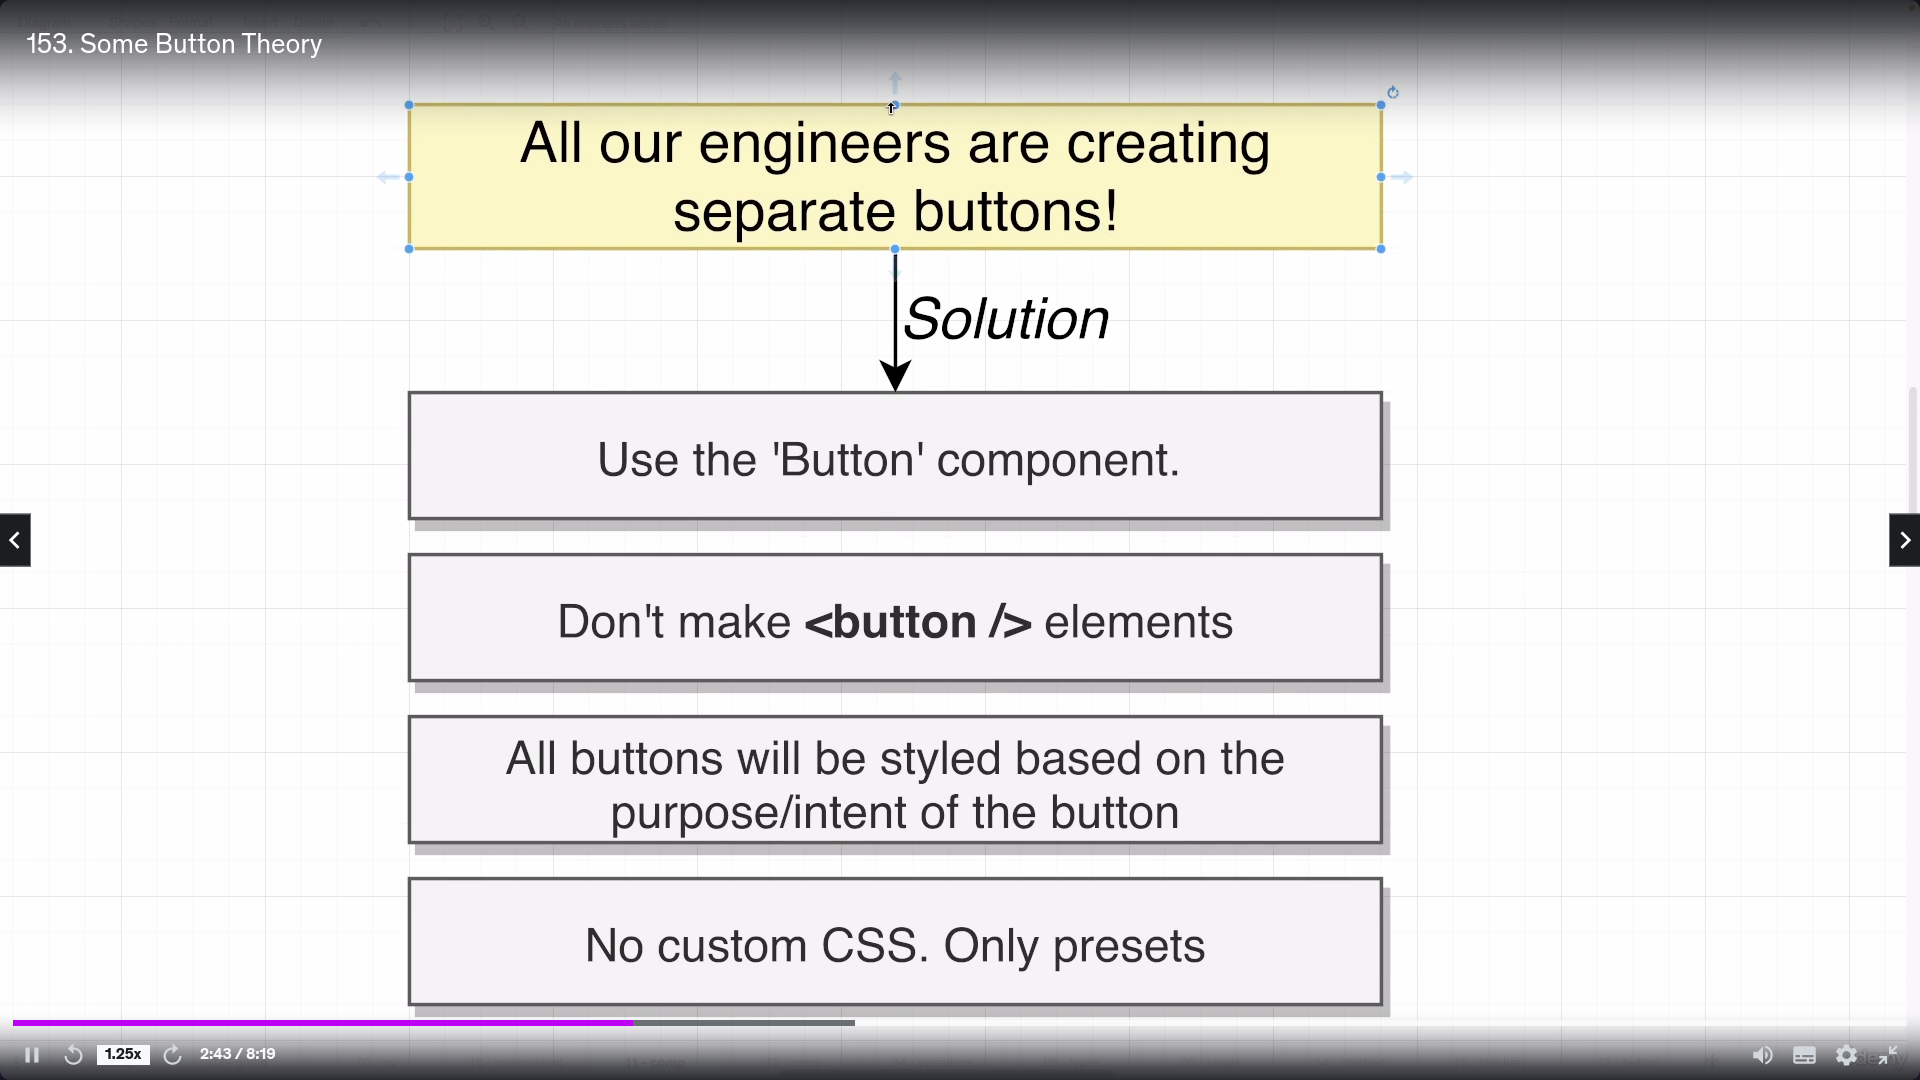 153. Some Button Theory
All our engineers are creating
separate buttons!
Solution
Use the 'Button' component.
Don't make <button /> elements
All buttons will be styled based on the
purpose/intent of the button
No custom CSS. Only presets
1.25x
2:43 / 8:19